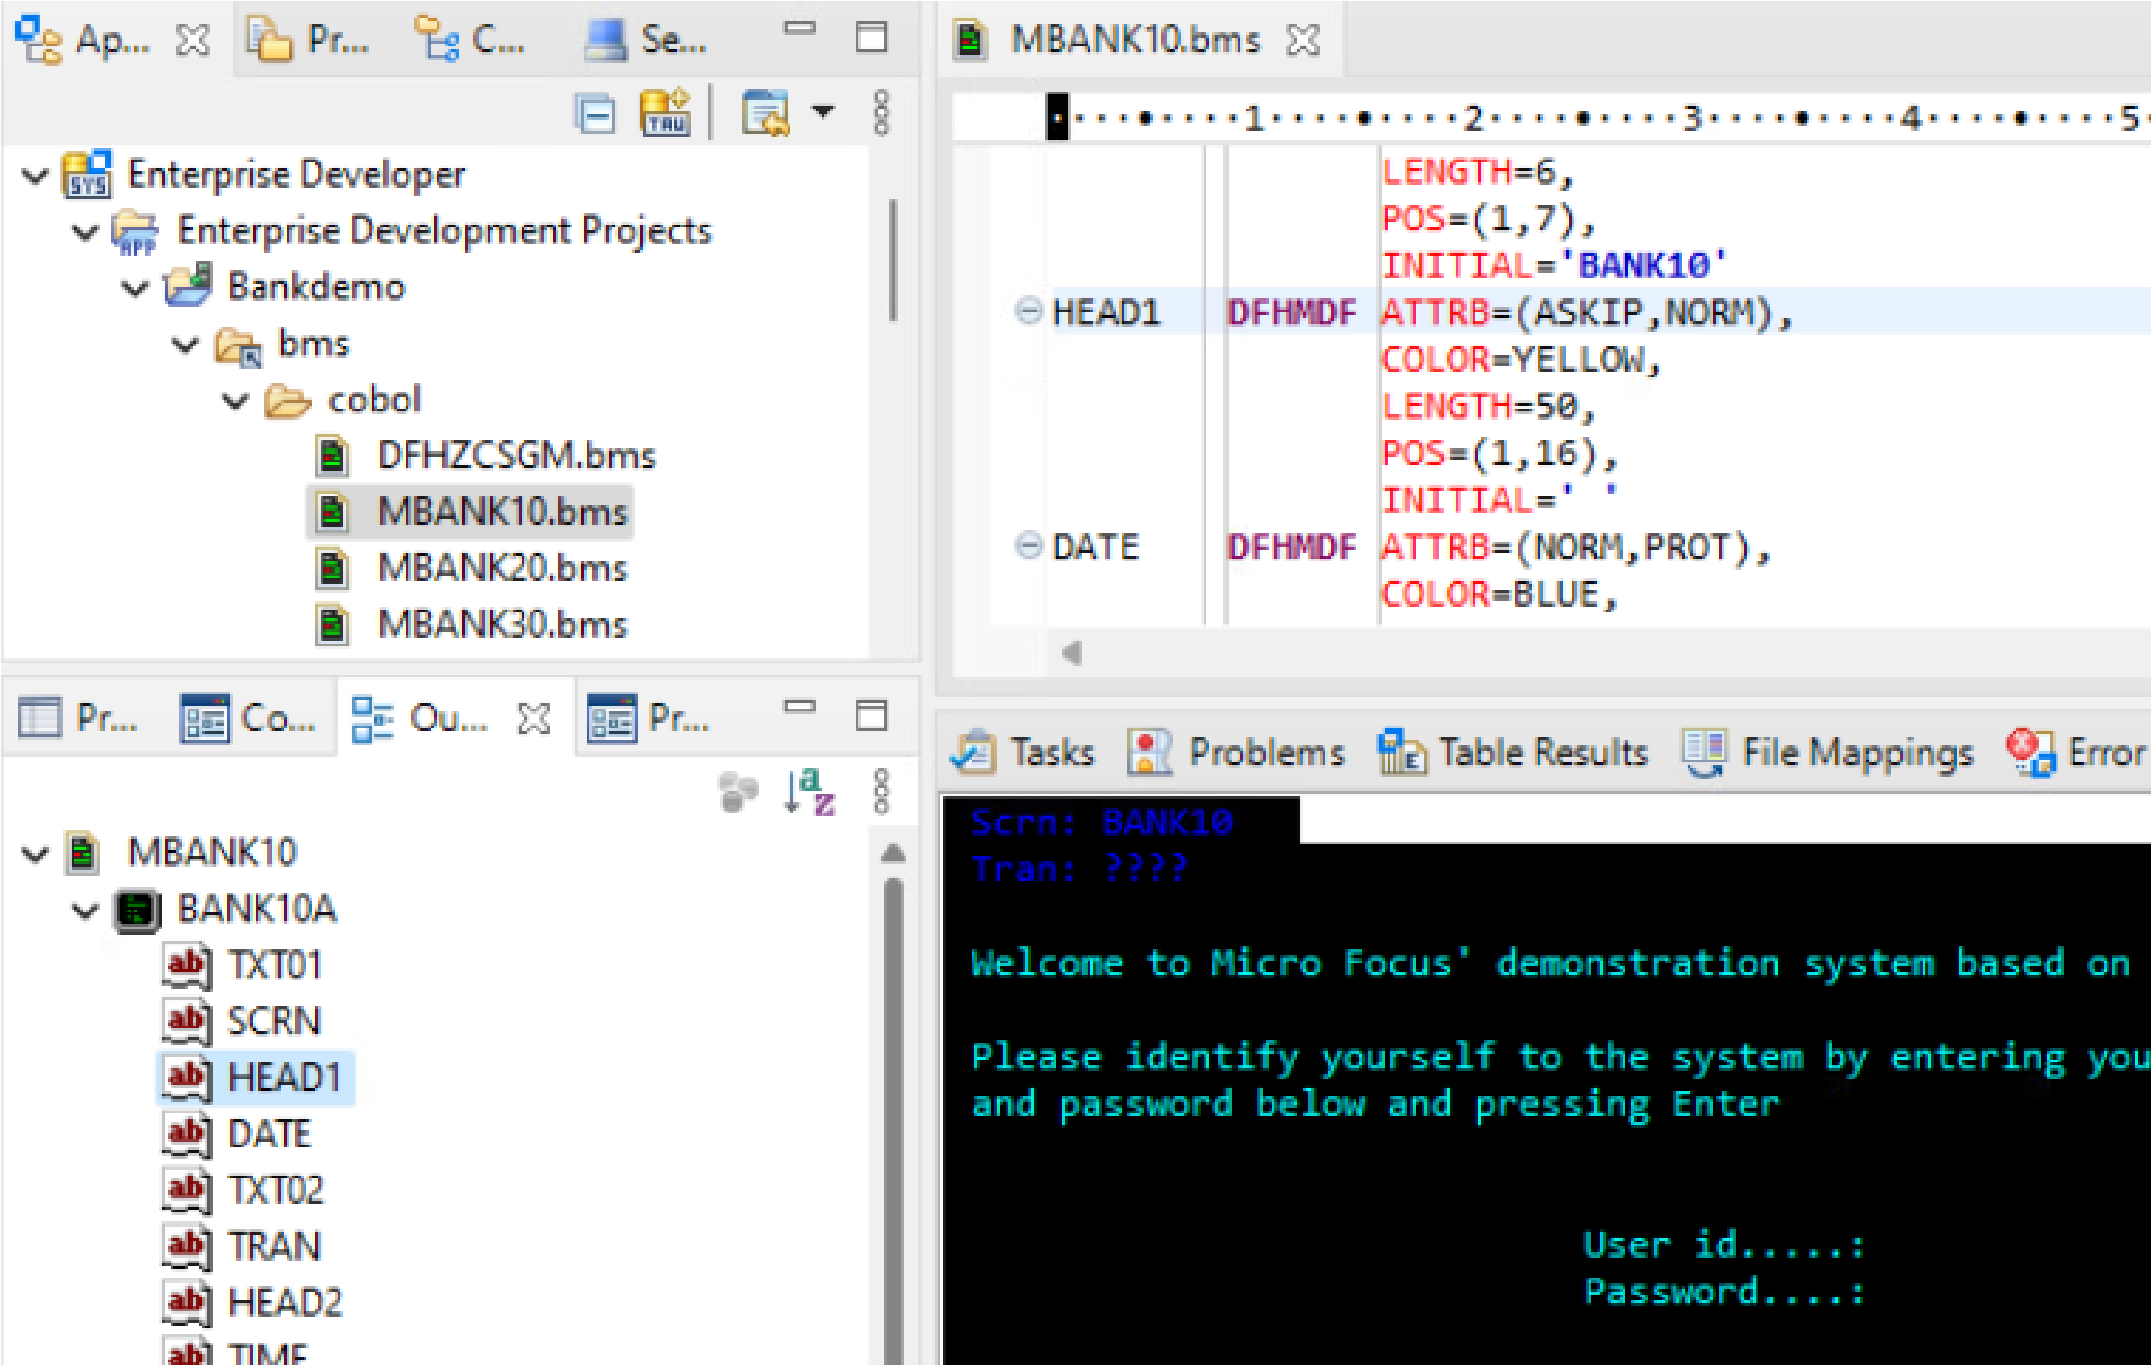 Ap... Pr... C... Se...
Enterprise Developer
Enterprise Development Projects
Bankdemo
bms
cobol
DFHZCSGM.bms
MBANK10.bms
MBANK20.bms
MBANK30.bms
Pr... Co... Ou... Pr...
MBANK10
BANK10A
TXT01
SCRN
HEAD1
DATE
TXT02
TRAN
HEAD2
TIME
MBANK10.bms
1 2 3 4 5
LENGTH=6,
POS=(1,7),
INITIAL='BANK10'
HEAD1 DFHMDF ATTRB=(ASKIP,NORM),
COLOR=YELLOW,
LENGTH=50,
POS=(1,16),
INITIAL=' '
DATE DFHMDF ATTRB=(NORM,PROT),
COLOR=BLUE,
Tasks Problems Table Results File Mappings Error
Scrn: BANK10
Tran: ????
Welcome to Micro Focus' demonstration system based on
Please identify yourself to the system by entering you
and password below and pressing Enter
User id.....:
Password....: